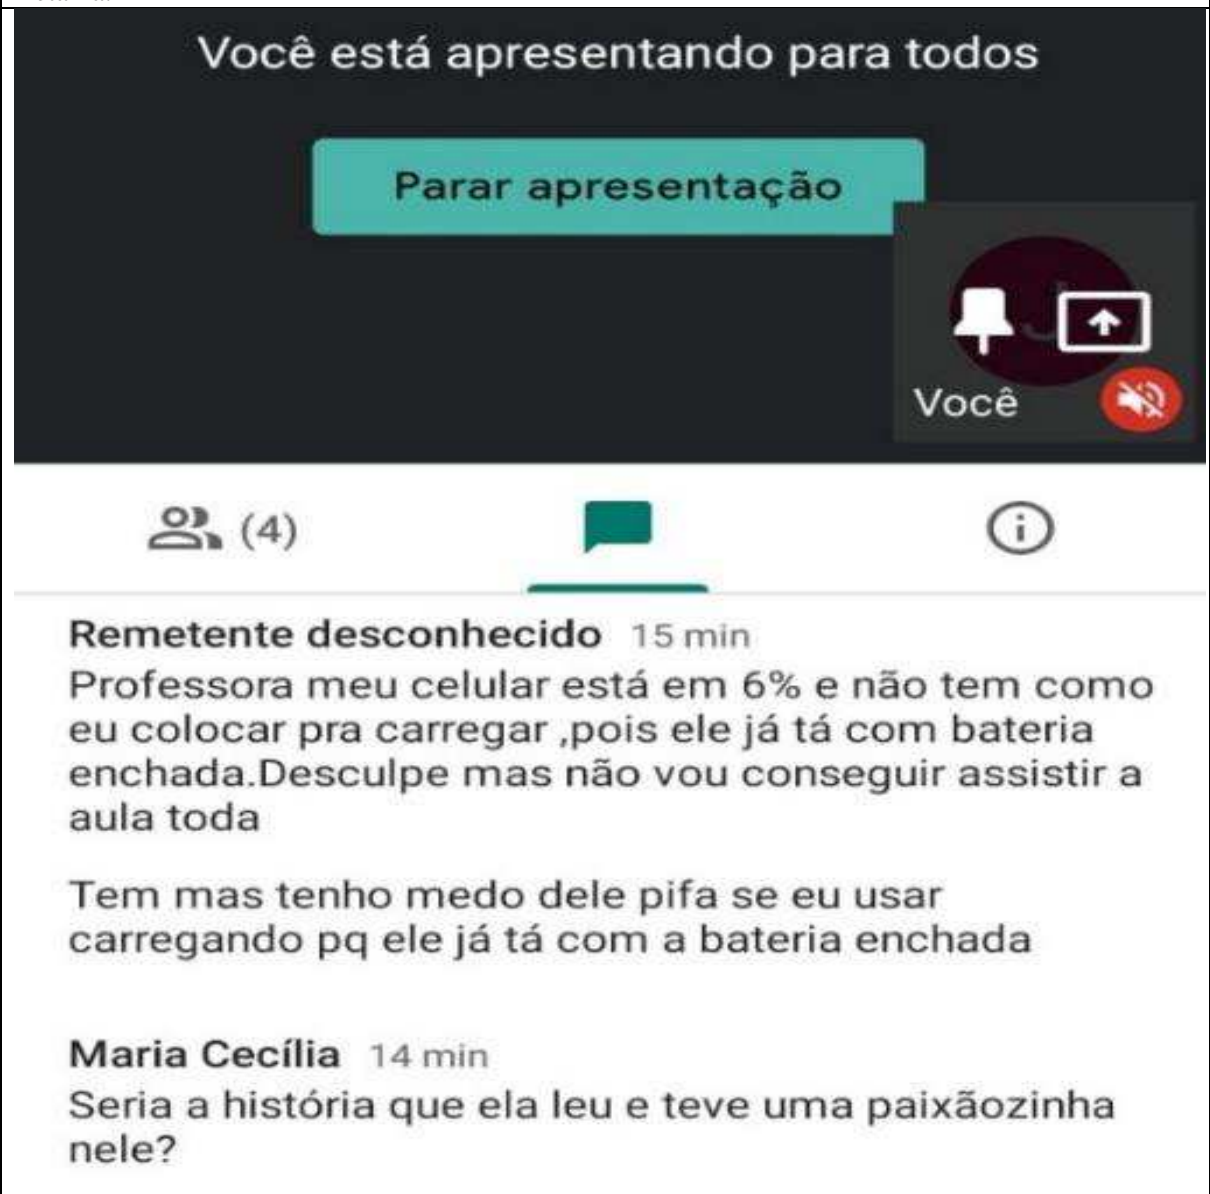 Você está apresentando para todos
Parar apresentação
Você
(4)
Remetente desconhecido 15 min
Professora meu celular está em 6% e não tem como
eu colocar pra carregar ,pois ele já tá com bateria
enchada.Desculpe mas não vou conseguir assistir a
aula toda
Tem mas tenho medo dele pifa se eu usar
carregando pq ele já tá com a bateria enchada
Maria Cecília 14 min
Seria a história que ela leu e teve uma paixãozinha
nele?